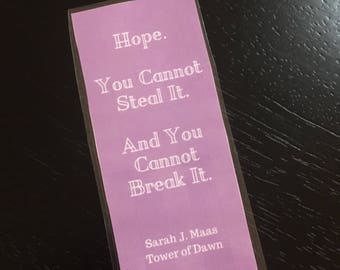 Hope.
You Cannot
Steal It.
And You
Cannot
Break It.
Sarah J. Maas
Tower of Dawn